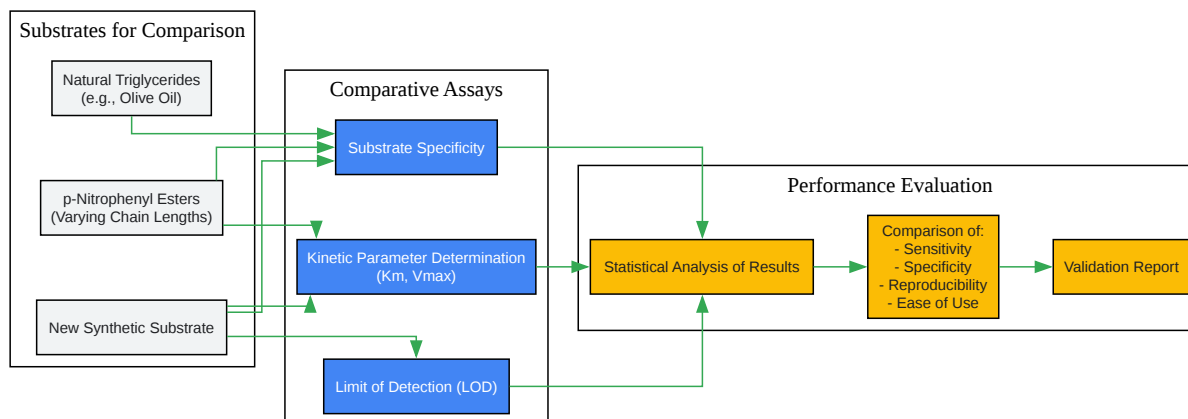 Substrates for Comparison
Natural Triglycerides
(e.g., Olive Oil)
p-Nitrophenyl Esters
(Varying Chain Lengths)
New Synthetic Substrate
Comparative Assays
Substrate Specificity
Kinetic Parameter Determination
(Km, Vmax)
Limit of Detection (LOD)
Performance Evaluation
Statistical Analysis of Results
Comparison of:
- Sensitivity
- Specificity
- Reproducibility
- Ease of Use
Validation Report